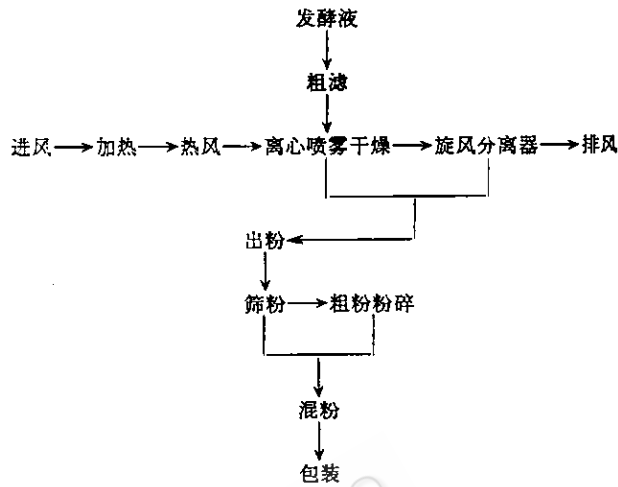 发酵液
粗滤
进风 加热 热风 离心喷雾干燥 旋风分离器 排风
出粉
筛粉 粗粉粉碎
混粉
包装